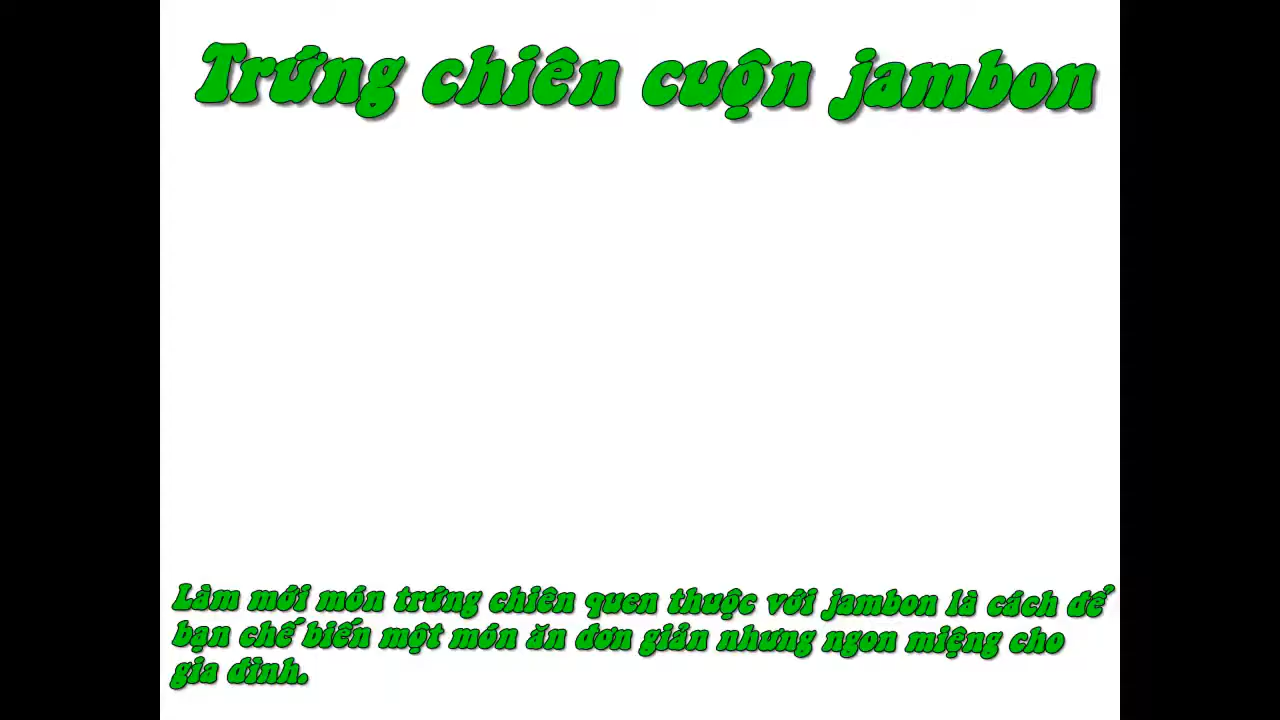 Trứng chiên cuộn jambon
Làm mới món trứng chiên quen thuộc với jambon là cách để
bạn chế biến một món ăn đơn giản nhưng ngon miệng cho
gia đình.